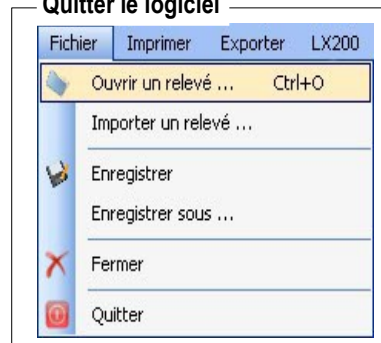 Quitter le logiciel
Fichier Imprimer Exporter LX200
Ouvrir un relevé ... Ctrl+O
Importer un relevé ...
Enregistrer
Enregistrer sous ...
Fermer
Quitter